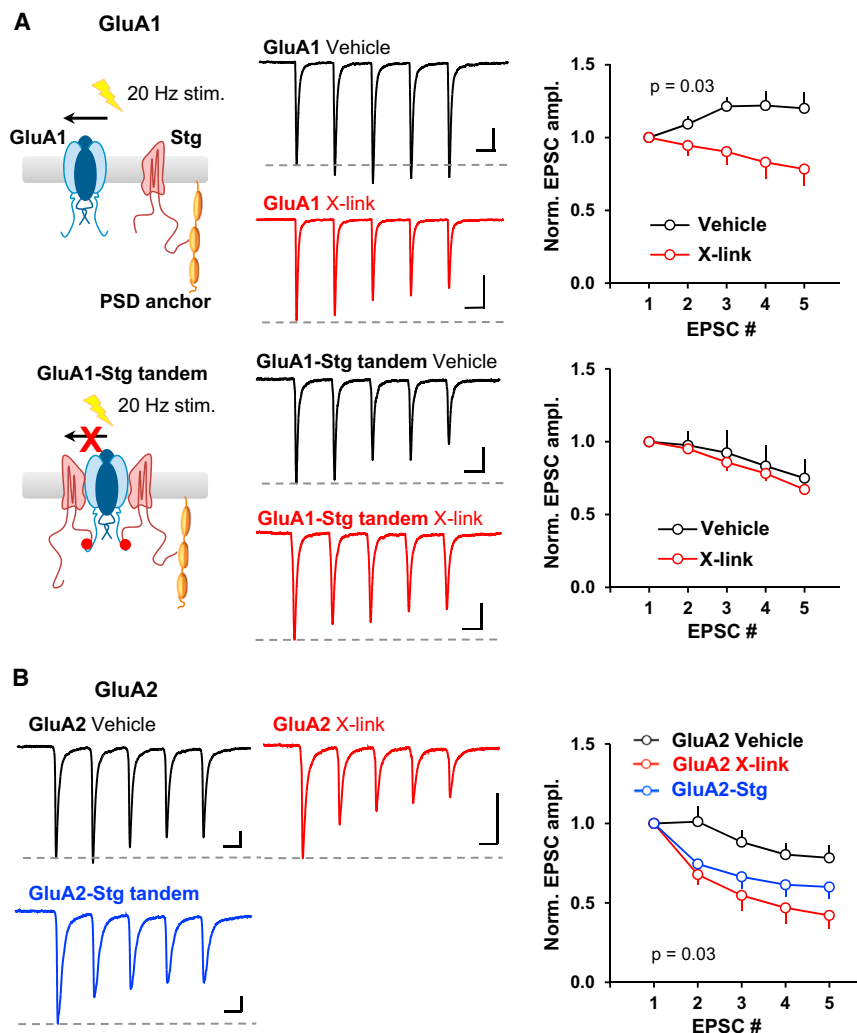 A
GluA1
20 Hz stim.
GluA1
Stg
PSD anchor
GluA1 Vehicle
GluA1 X-link
Norm. EPSC ampl.
1.5
1.0
0.5
0.0
p = 0.03
Vehicle
X-link
1 2 3 4 5
EPSC #
GluA1-Stg tandem
20 Hz stim.
X
GluA1-Stg tandem Vehicle
GluA1-Stg tandem X-link
Norm. EPSC ampl.
1.5
1.0
0.5
0.0
Vehicle
X-link
1 2 3 4 5
EPSC #
B
GluA2
GluA2 Vehicle
GluA2 X-link
GluA2-Stg tandem
Norm. EPSC ampl.
1.5
1.0
0.5
0.0
GluA2 Vehicle
GluA2 X-link
GluA2-Stg
p = 0.03
1 2 3 4 5
EPSC #